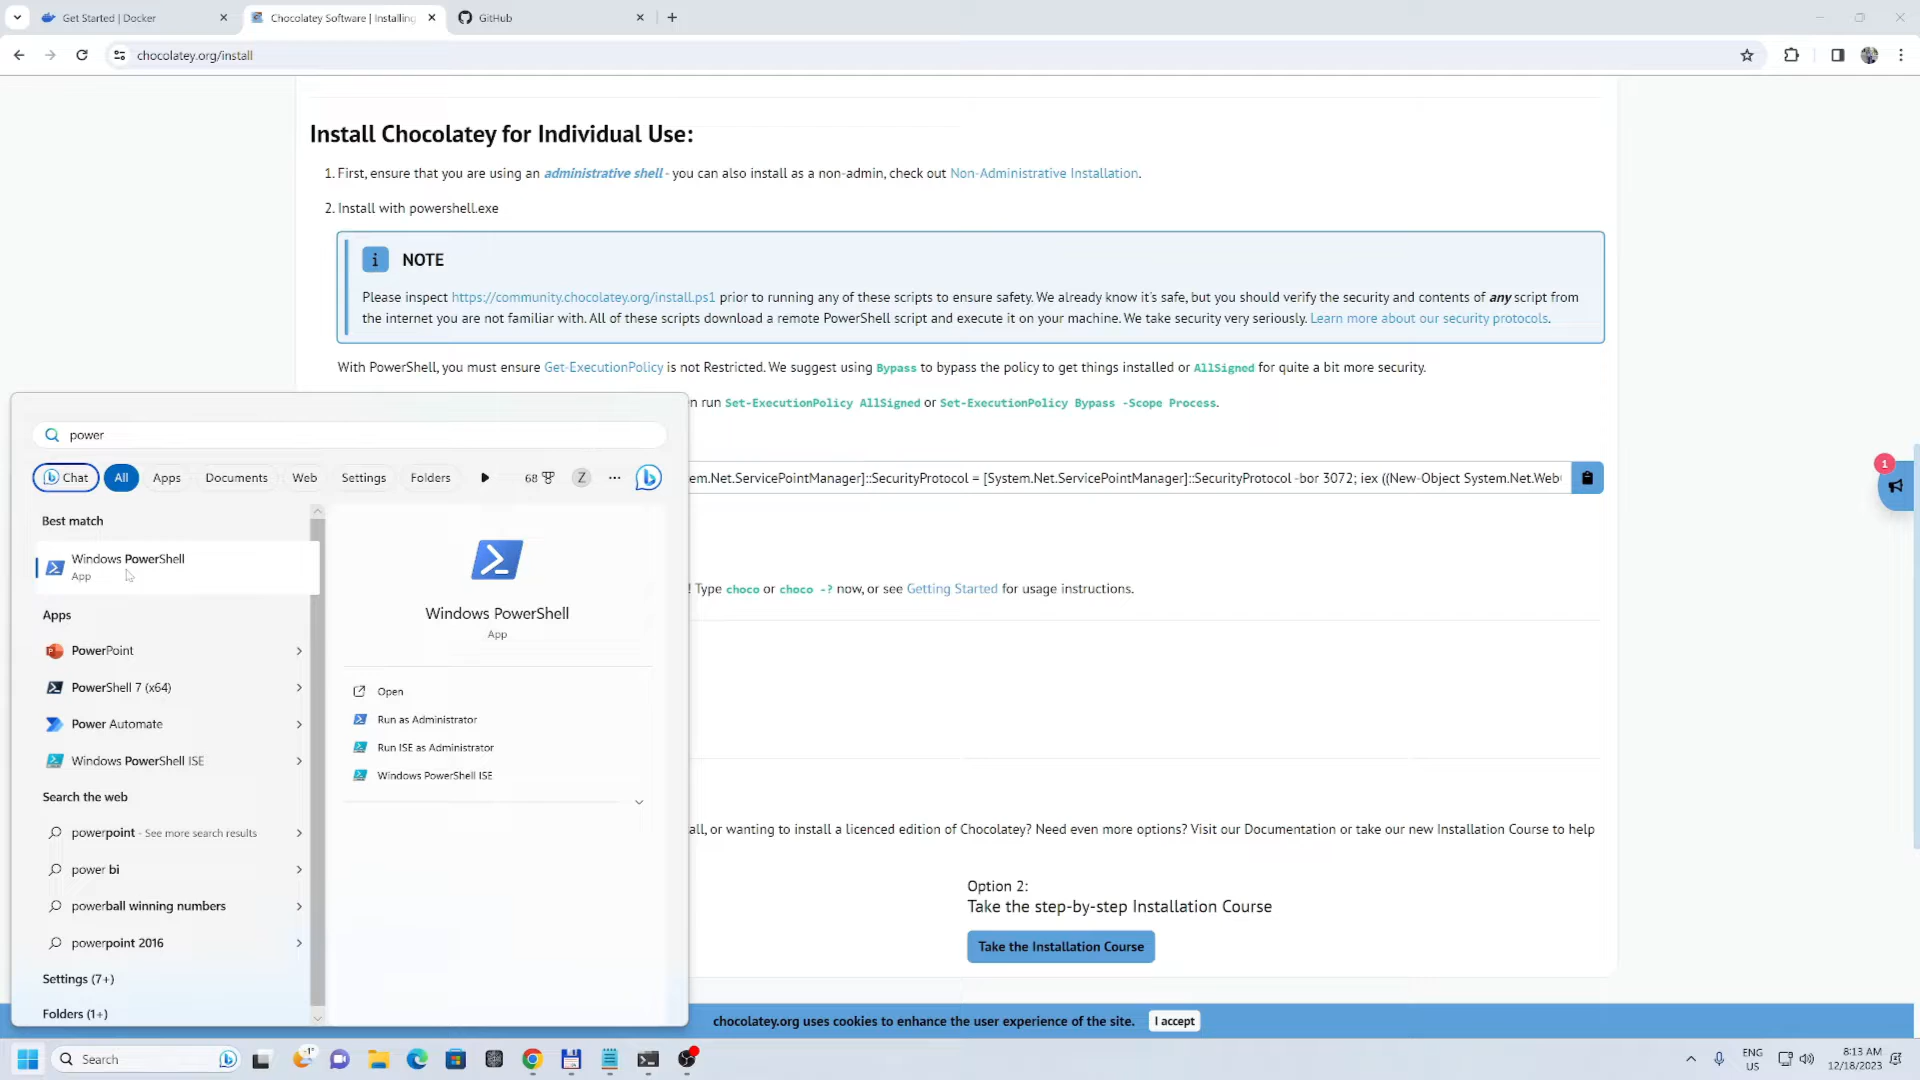 Get Started | Docker
Chocolatey Software | Installing
GitHub
chocolatey.org/install
Install Chocolatey for Individual Use:
1. First, ensure that you are using an administrative shell - you can also install as a non-admin, check out Non-Administrative Installation.
2. Install with powershell.exe
i NOTE
Please inspect https://community.chocolatey.org/install.ps1 prior to running any of these scripts to ensure safety. We already know it's safe, but you should verify the security and contents of any script from
the internet you are not familiar with. All of these scripts download a remote PowerShell script and execute it on your machine. We take security very seriously. Learn more about our security protocols.
With PowerShell, you must ensure Get-ExecutionPolicy is not Restricted. We suggest using Bypass to bypass the policy to get things installed or AllSigned for quite a bit more security.
n run Set-ExecutionPolicy AllSigned or Set-ExecutionPolicy Bypass -Scope Process.
em.Net.ServicePointManager]::SecurityProtocol = [System.Net.ServicePointManager]::SecurityProtocol -bor 3072; iex ((New-Object System.Net.Web
! Type choco or choco -? now, or see Getting Started for usage instructions.
all, or wanting to install a licenced edition of Chocolatey? Need even more options? Visit our Documentation or take our new Installation Course to help
Option 2:
Take the step-by-step Installation Course
Take the Installation Course
chocolatey.org uses cookies to enhance the user experience of the site.
I accept
1
power
Chat
All
Apps
Documents
Web
Settings
Folders
68
Z
Best match
Windows PowerShell
App
Apps
PowerPoint
PowerShell 7 (x64)
Power Automate
Windows PowerShell ISE
Search the web
powerpoint - See more search results
power bi
powerball winning numbers
powerpoint 2016
Settings (7+)
Folders (1+)
Windows PowerShell
App
Open
Run as Administrator
Run ISE as Administrator
Windows PowerShell ISE
Search
-1°
ENG
US
8:13 AM
12/18/2023